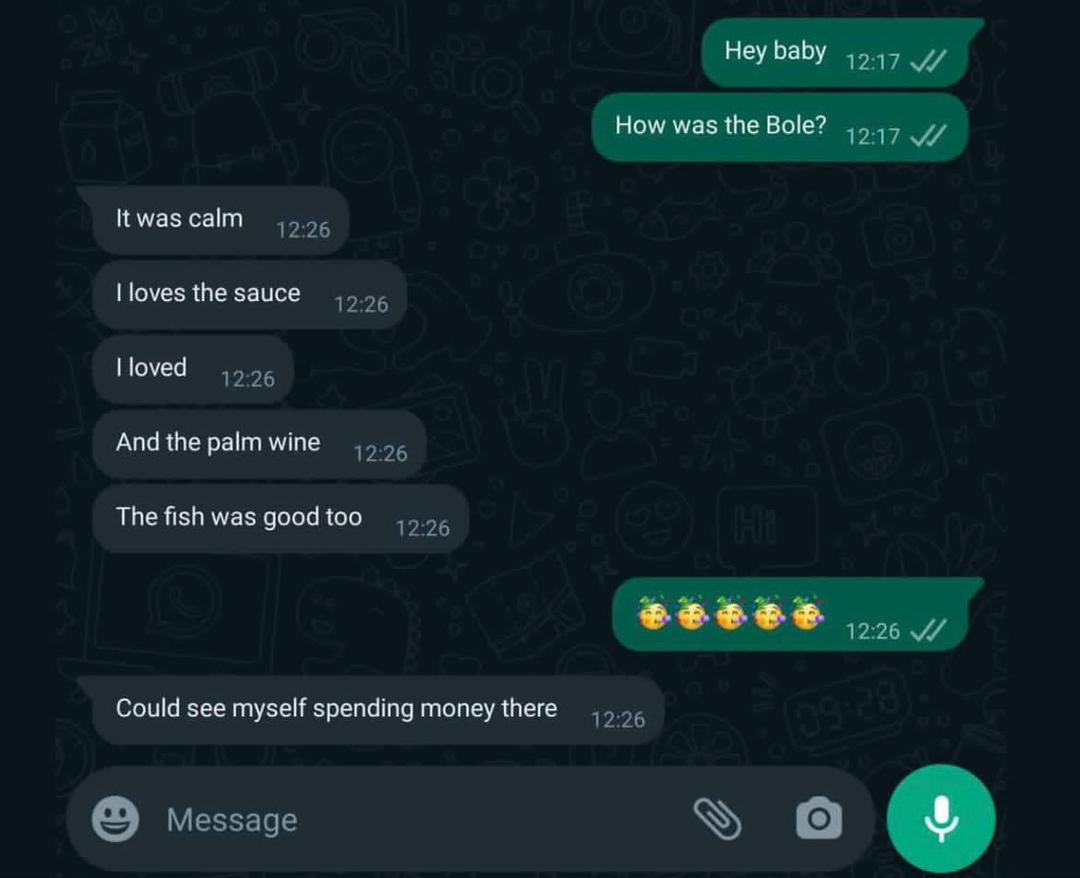 Hey baby 12:17
How was the Bole? 12:17
It was calm 12:26
I loves the sauce 12:26
I loved 12:26
And the palm wine 12:26
The fish was good too 12:26
🥳🥳🥳🥳🥳 12:26
Could see myself spending money there 12:26
Message